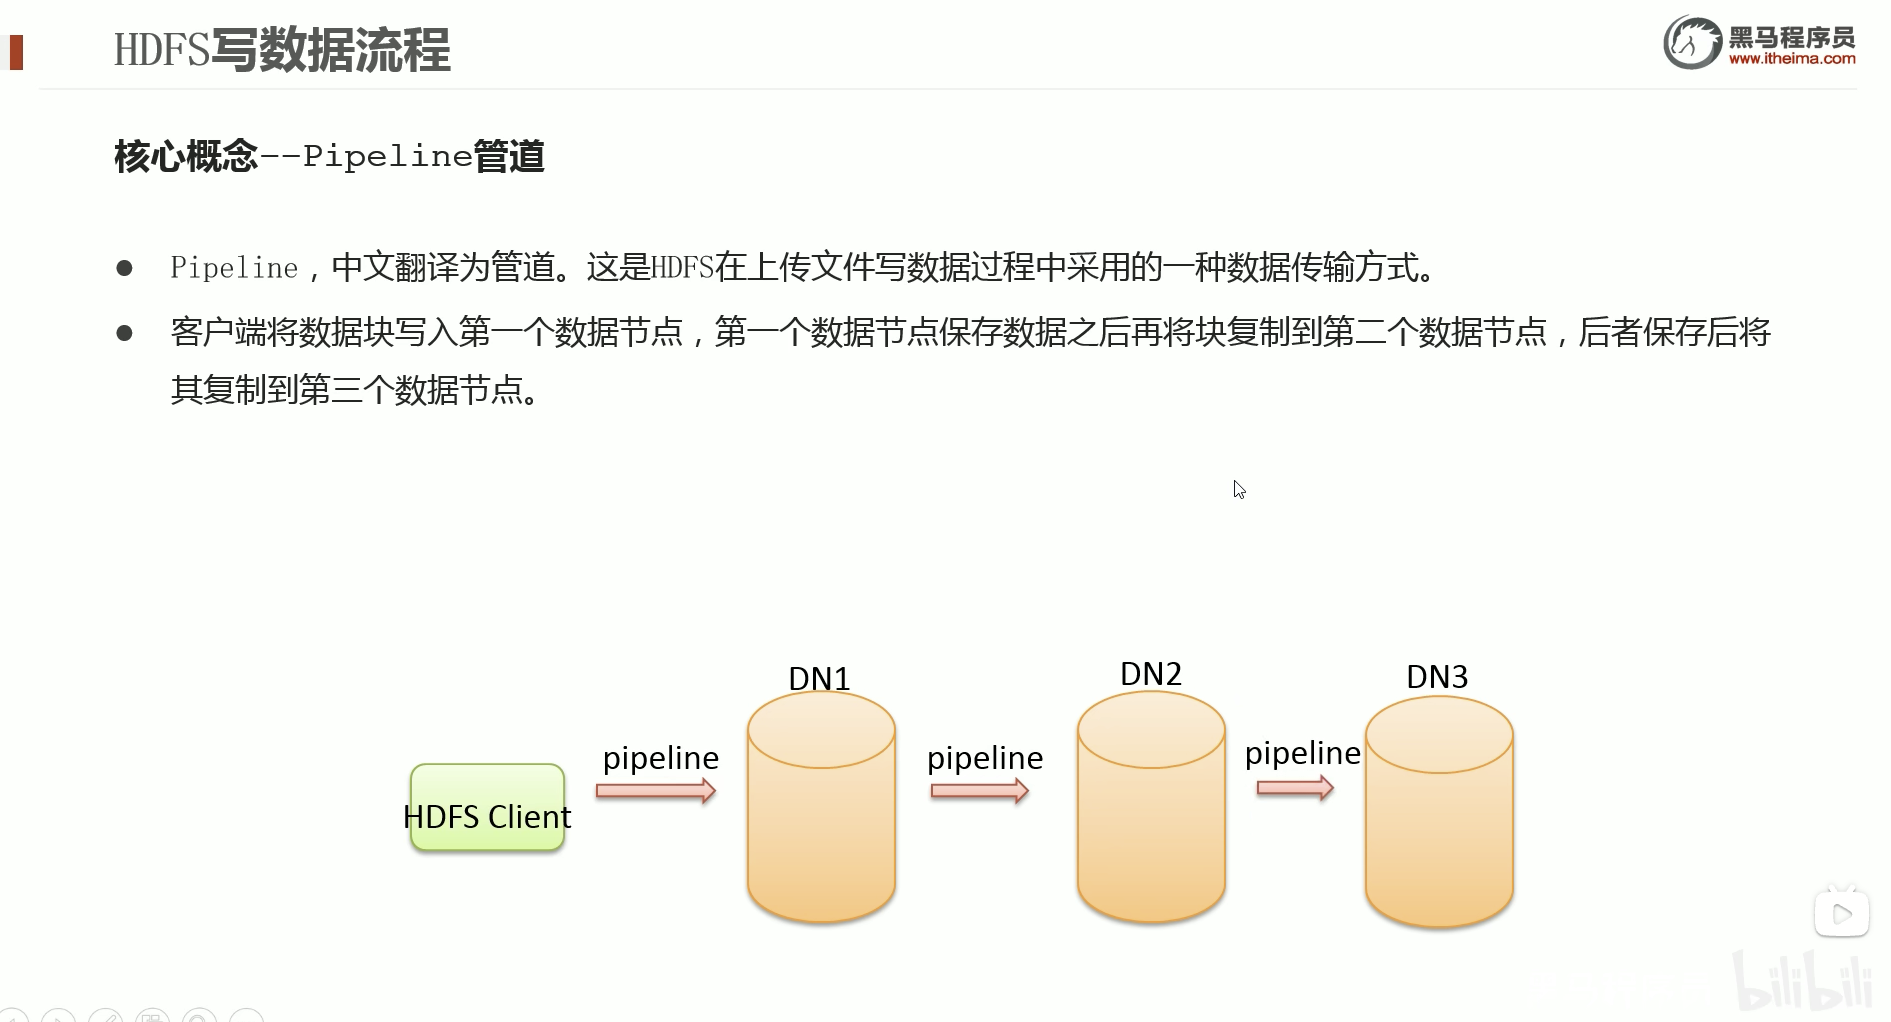 HDFS写数据流程
黑马程序员
www.itheima.com
核心概念--Pipeline管道
● Pipeline，中文翻译为管道。这是HDFS在上传文件写数据过程中采用的一种数据传输方式。
● 客户端将数据块写入第一个数据节点，第一个数据节点保存数据之后再将块复制到第二个数据节点，后者保存后将
其复制到第三个数据节点。
DN1
DN2
DN3
pipeline
pipeline
pipeline
HDFS Client
bilibili